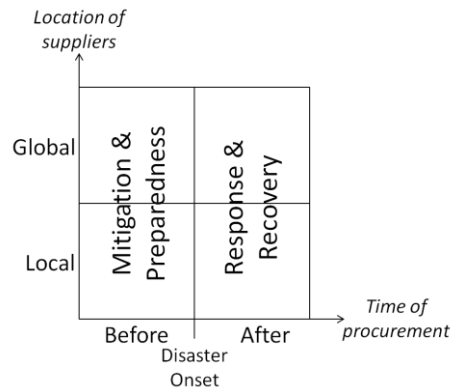 Location of
suppliers
Global
Local
Mitigation &
Preparedness
Response &
Recovery
Before
After
Disaster
Onset
Time of
procurement